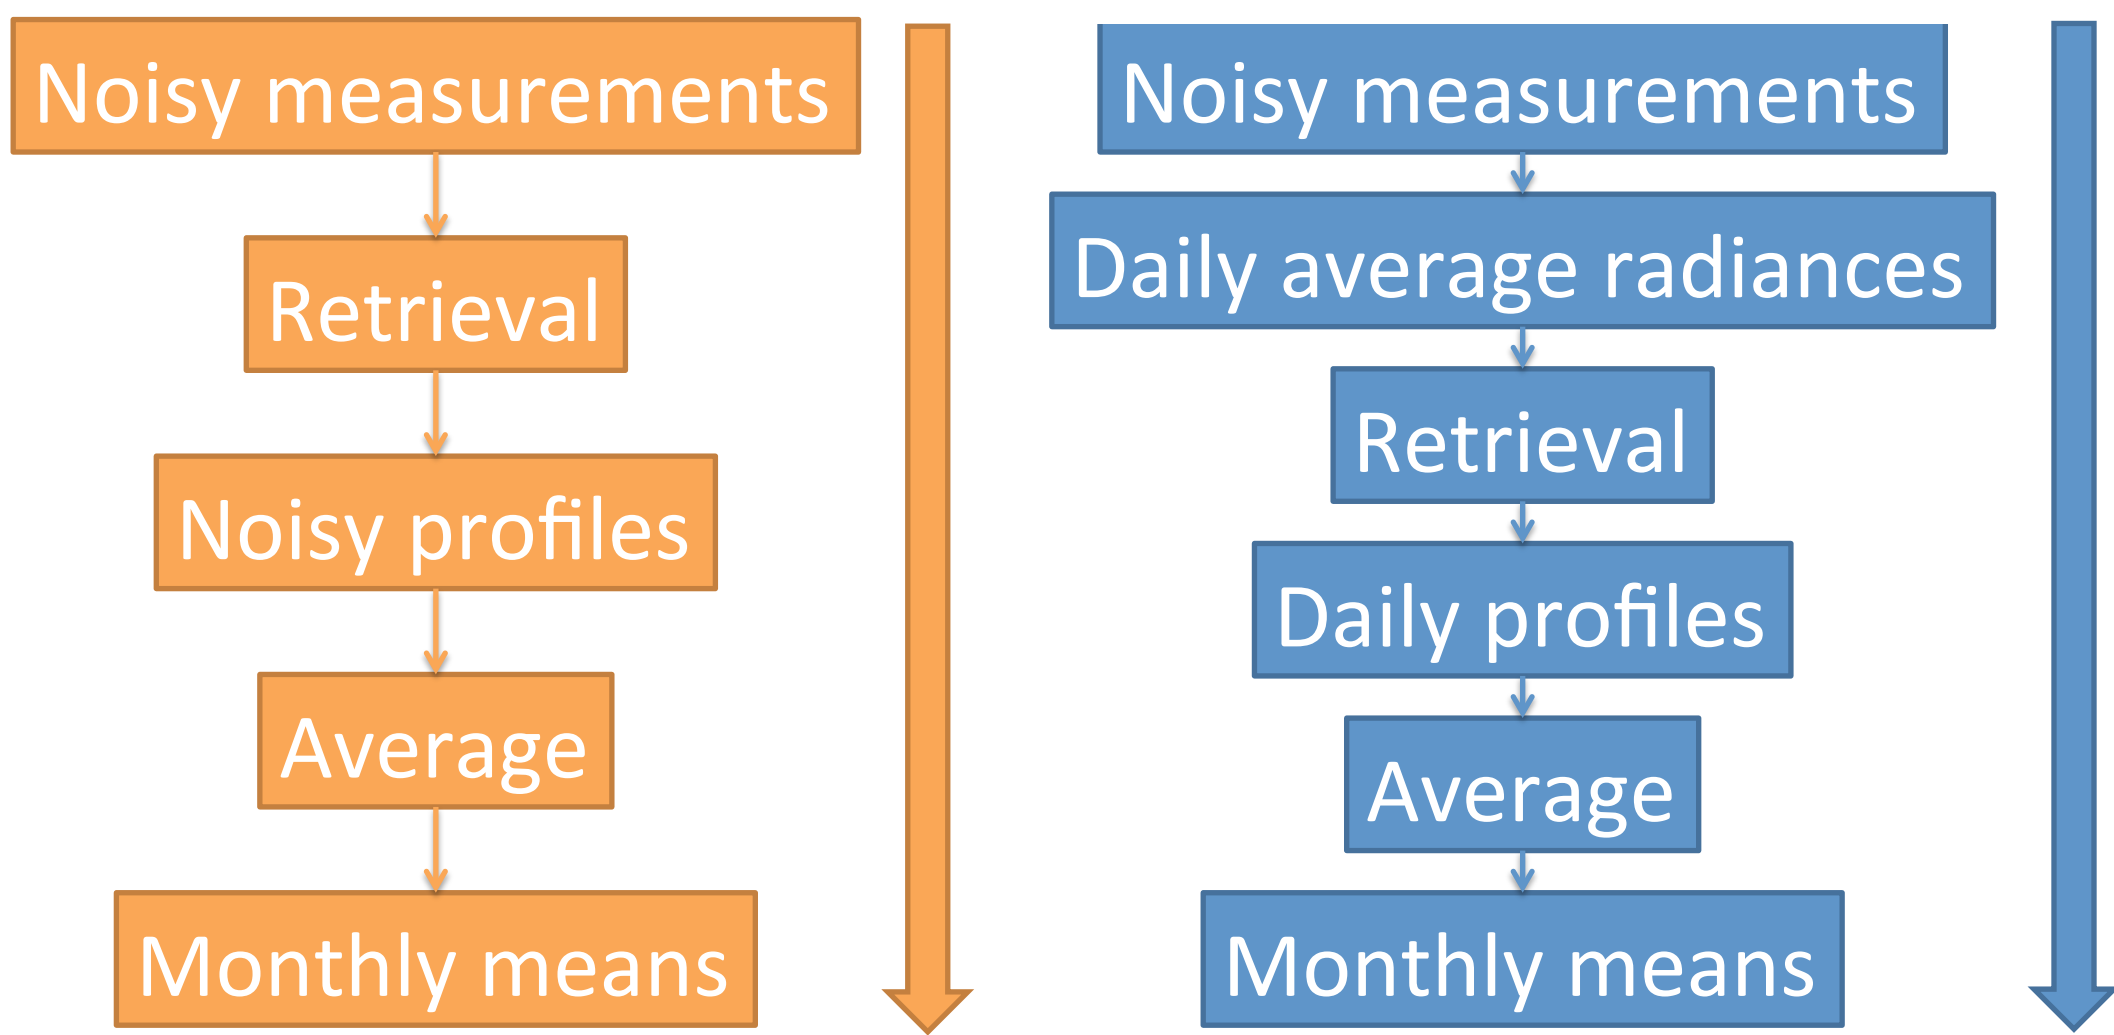 Noisy measurements
Retrieval
Noisy profiles
Average
Monthly means
Noisy measurements
Daily average radiances
Retrieval
Daily profiles
Average
Monthly means